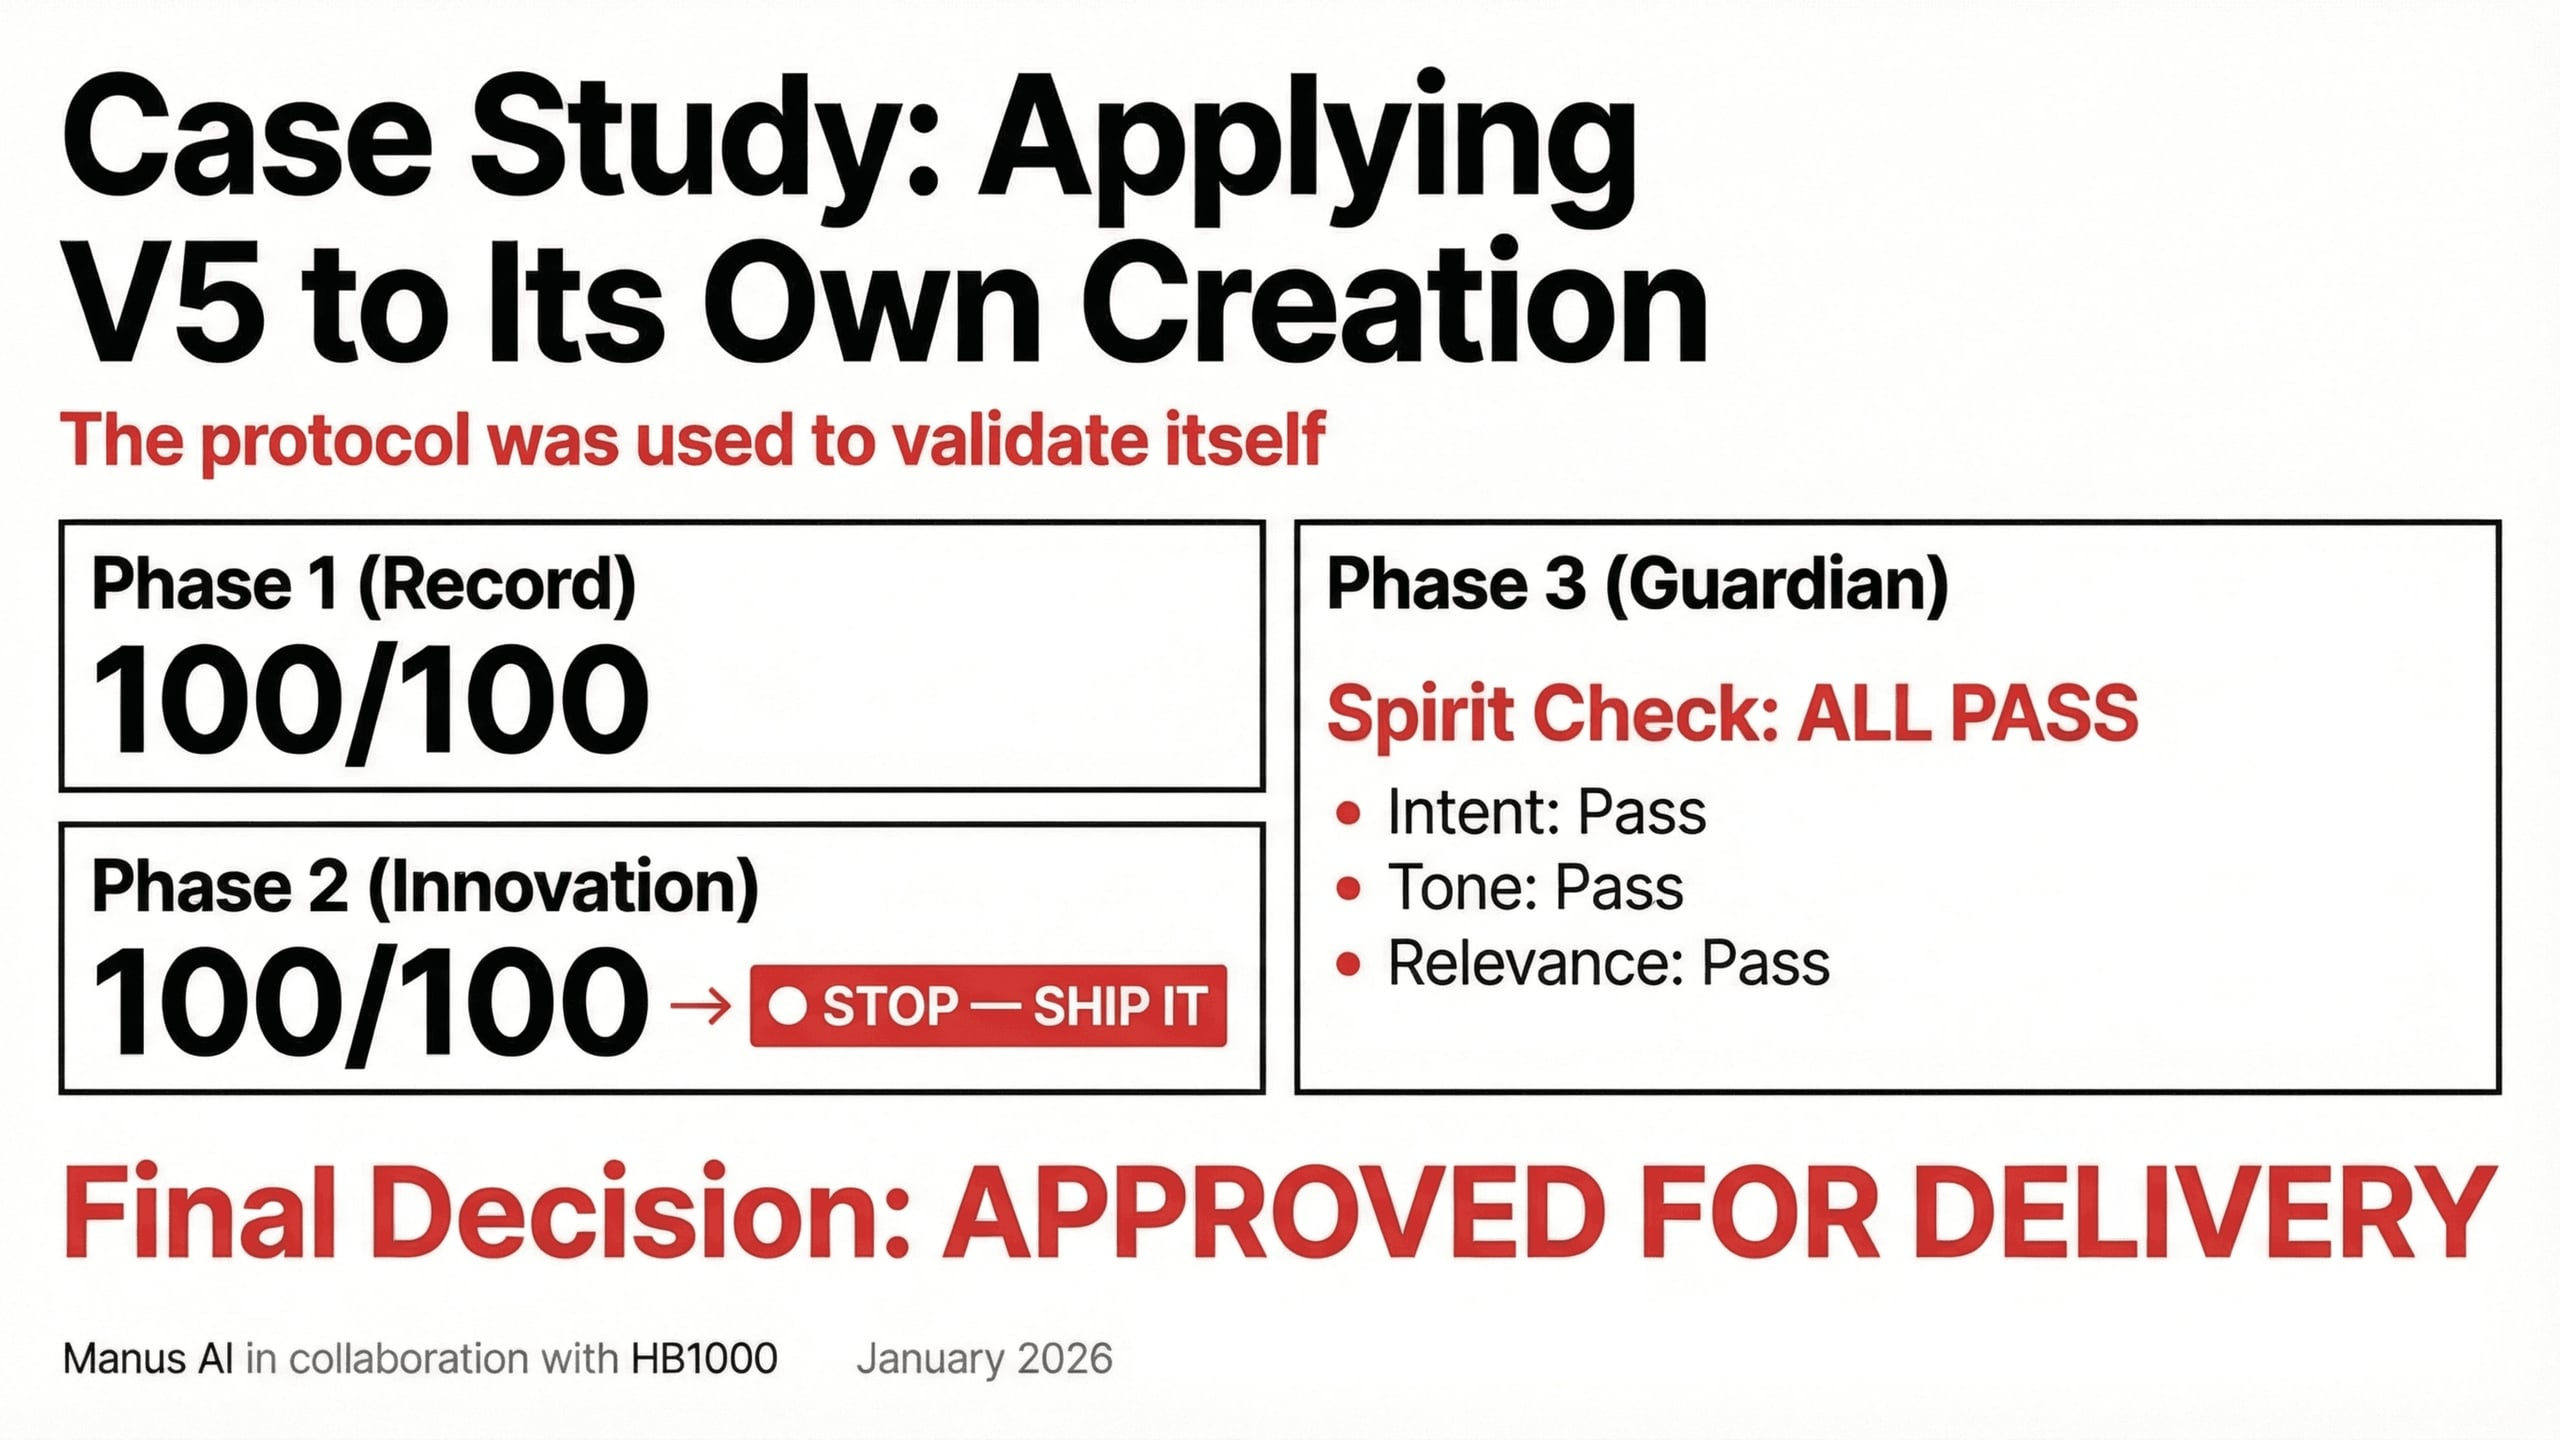 Case Study: Applying
V5 to Its Own Creation
The protocol was used to validate itself
Phase 1 (Record)
100/100
Phase 2 (Innovation)
100/100 → STOP — SHIP IT
Phase 3 (Guardian)
Spirit Check: ALL PASS
• Intent: Pass
• Tone: Pass
• Relevance: Pass
Final Decision: APPROVED FOR DELIVERY
Manus AI in collaboration with HB1000 January 2026